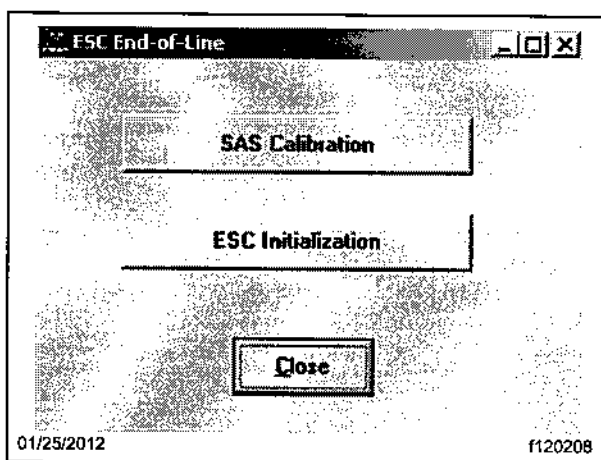 ESC End-of-Line
SAS Calibration
ESC Initialization
Close
01/25/2012 f120208